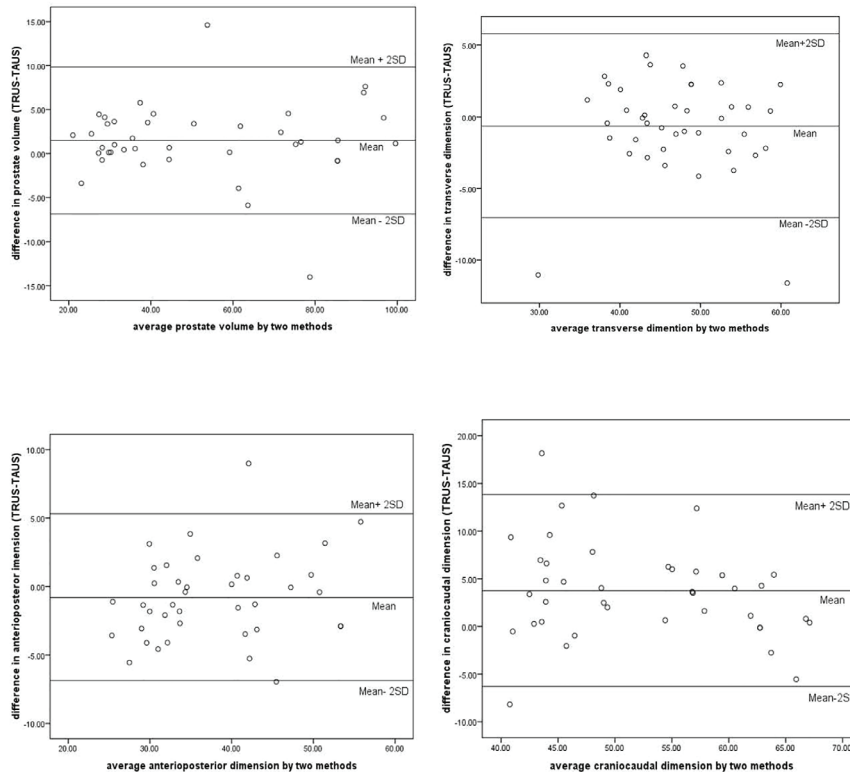 difference in prostate volume (TRUS-TAUS)
15.00
10.00
5.00
0.00
-5.00
-10.00
-15.00
Mean + 2SD
Mean
Mean - 2SD
20.00 40.00 60.00 80.00 100.00
average prostate volume by two methods
difference in transverse dimension (TRUS-TAUS)
5.00
0.00
-5.00
-10.00
Mean+2SD
Mean
Mean -2SD
30.00 40.00 50.00 60.00
average transverse dimention by two methods
difference in anterioposteror imension (TRUS-TAUS)
10.00
5.00
0.00
-5.00
-10.00
Mean+ 2SD
Mean
Mean- 2SD
20.00 30.00 40.00 50.00 60.00
average anterioposterior dimension by two methods
difference in craniocaudal dimension (TRUS-TAUS)
20.00
15.00
10.00
5.00
0.00
-5.00
-10.00
Mean+ 2SD
Mean
Mean-2S
40.00 45.00 50.00 55.00 60.00 65.00 70.00
average craniocaudal dimension by two methods